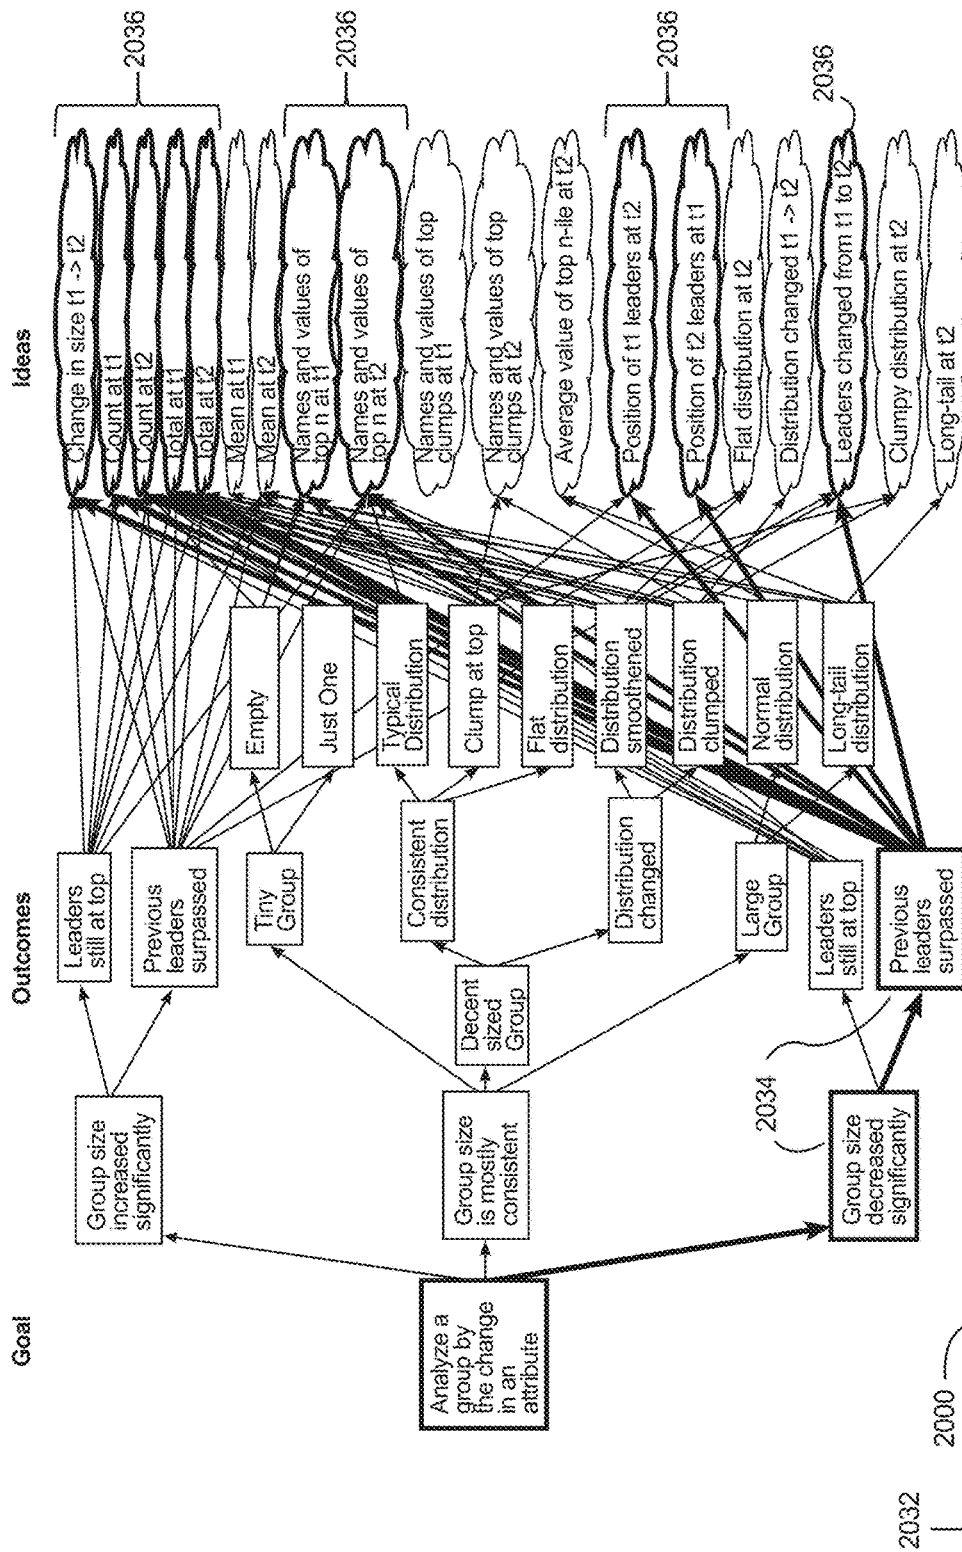 Goal
Outcomes
Ideas
Analyze a
group by
the change
in an
attribute
Group size
increased
significantly
Group size
is mostly
consistent
Group size
decreased
significantly
2034
Leaders
still at top
Previous
leaders
surpassed
Tiny
Group
Decent
sized
Group
Consistent
distribution
Distribution
changed
Large
Group
Leaders
still at top
Previous
leaders
surpassed
Empty
Just One
Typical
Distribution
Clump at top
Flat
distribution
Distribution
smoothened
Distribution
clumped
Normal
distribution
Long-tail
distribution
Change in size t1 -> t2
Count at t1
Count at t2
Total at t1
Total at t2
Mean at t1
Mean at t2
Names and values of
top n at t1
Names and values of
top n at t2
Names and values of top
clumps at t1
Names and values of top
clumps at t2
Average value of top n-ile at t2
Position of t1 leaders at t2
Position of t2 leaders at t1
Flat distribution at t2
Distribution changed t1 -> t2
Leaders changed from t1 to t2
Clumpy distribution at t2
Long-tail at t2
2036
2036
2036
2036
2032
2000